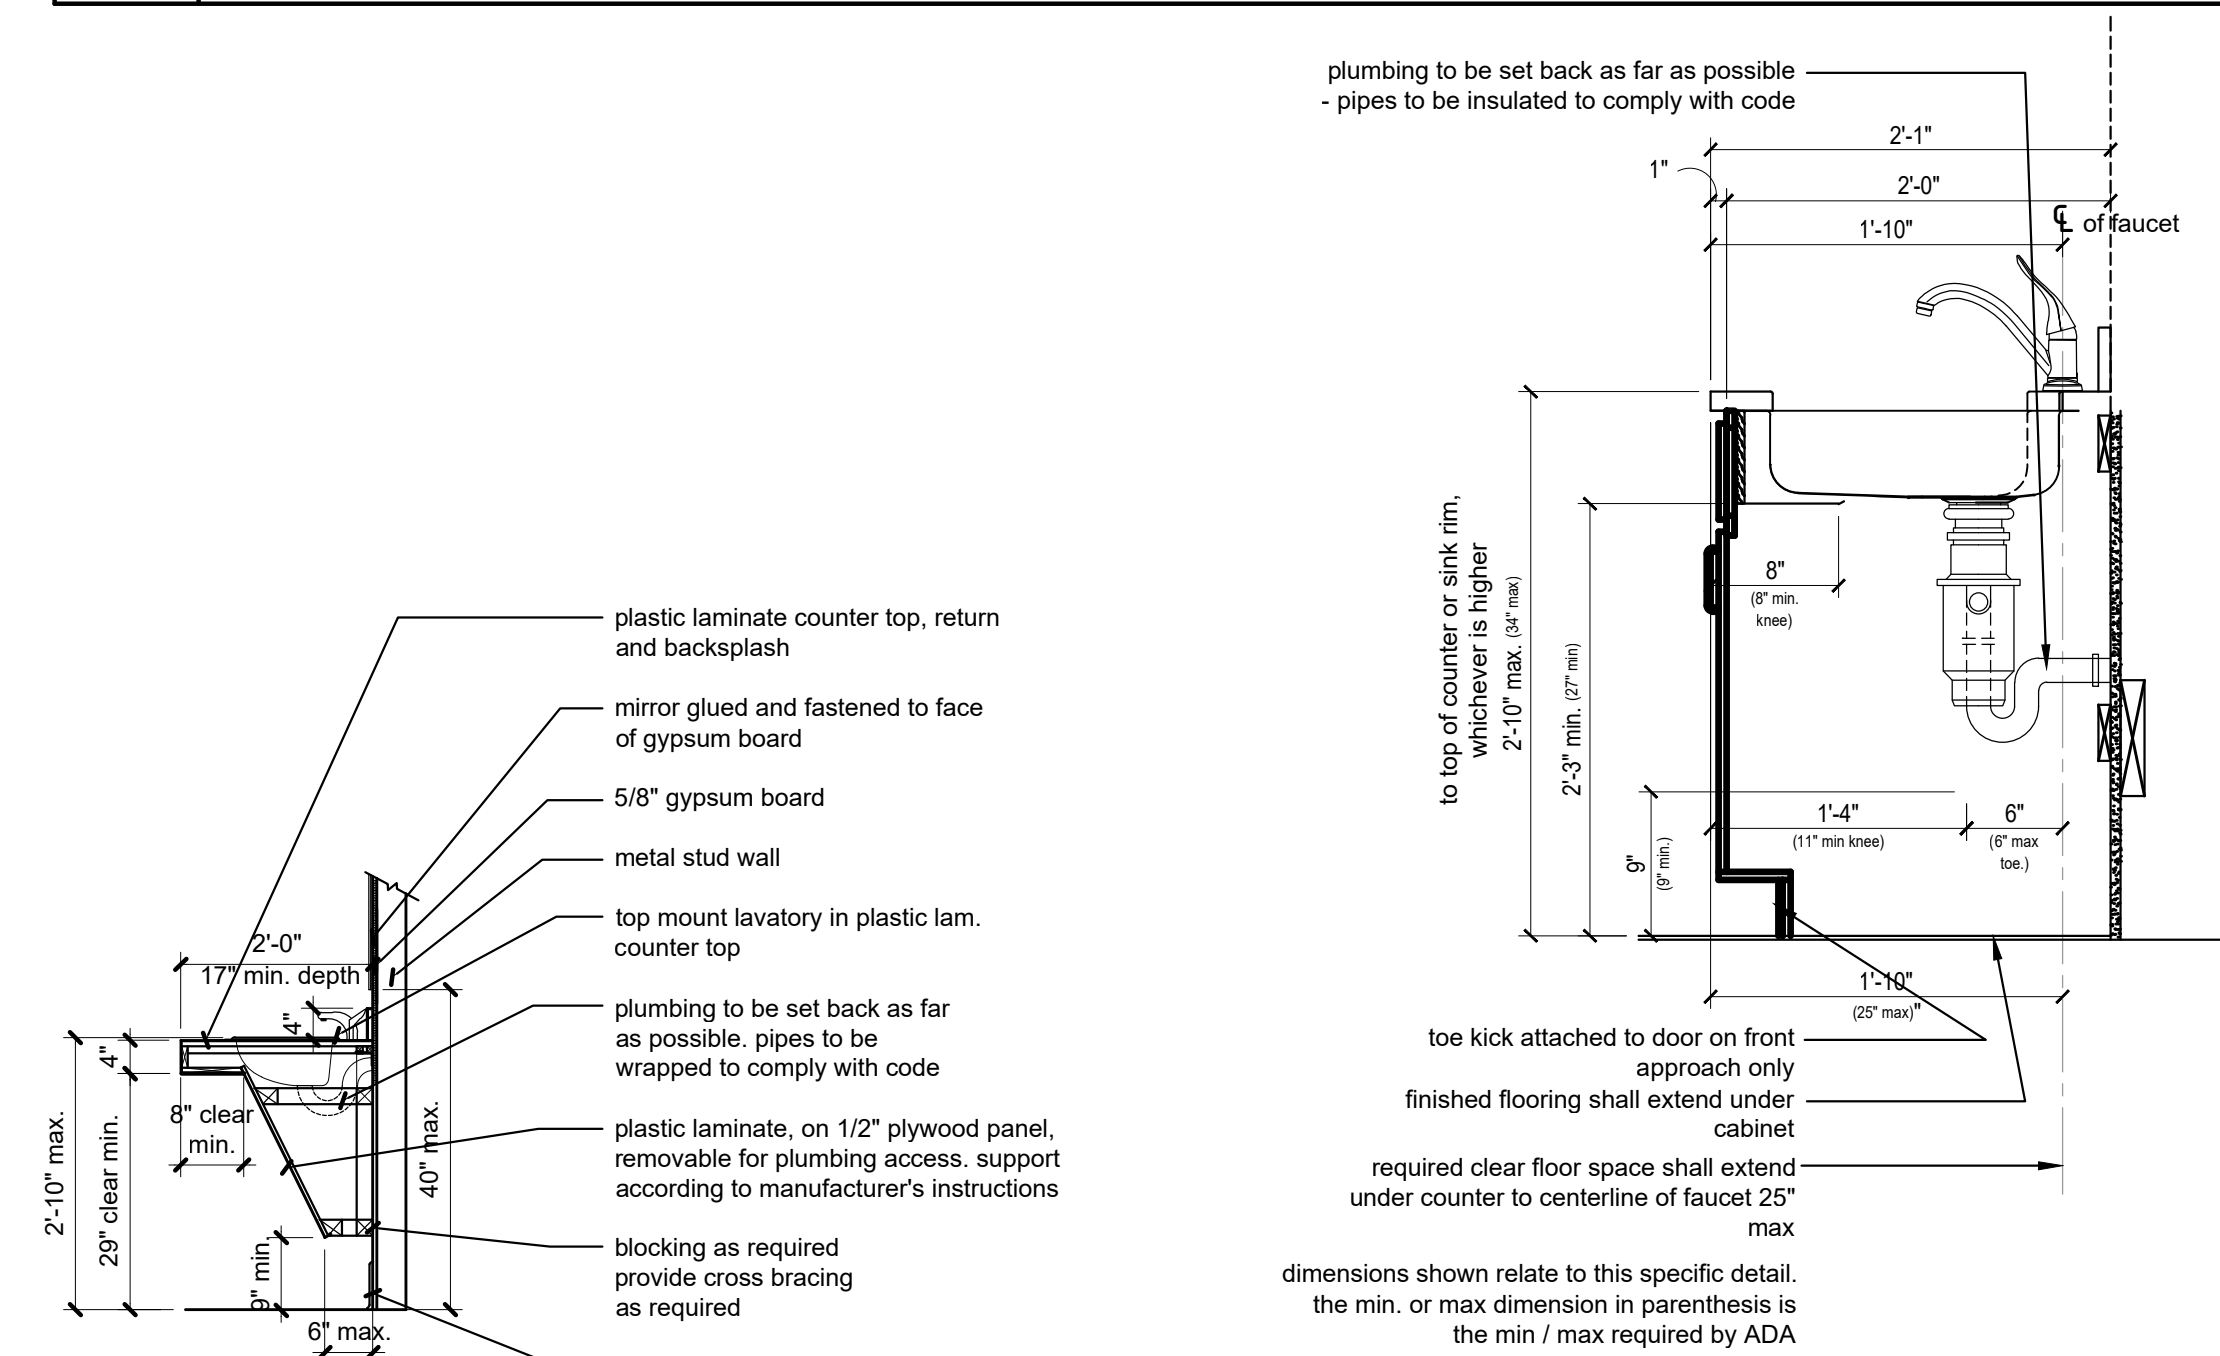 plumbing to be set back as far as possible
- pipes to be insulated to comply with code
2'-1"
1"
2'-0"
℄ of faucet
1'-10"
to top of counter or sink rim,
whichever is higher
2'-10" max. (34" max)
2'-3" min. (27" min)
8"
(8" min.
knee)
9"
(9" min.)
1'-4"
(11" min knee)
6"
(6" max
toe.)
1'-10"
(25" max)"
toe kick attached to door on front
approach only
finished flooring shall extend under
cabinet
required clear floor space shall extend
under counter to centerline of faucet 25"
max
dimensions shown relate to this specific detail.
the min. or max dimension in parenthesis is
the min / max required by ADA
plastic laminate counter top, return
and backsplash
mirror glued and fastened to face
of gypsum board
5/8" gypsum board
metal stud wall
top mount lavatory in plastic lam.
counter top
plumbing to be set back as far
as possible. pipes to be
wrapped to comply with code
plastic laminate, on 1/2" plywood panel,
removable for plumbing access. support
according to manufacturer's instructions
blocking as required
provide cross bracing
as required
2'-0"
17" min. depth
4"
4"
8" clear
min.
2'-10" max.
29" clear min.
40" max.
9" min.
6" max.